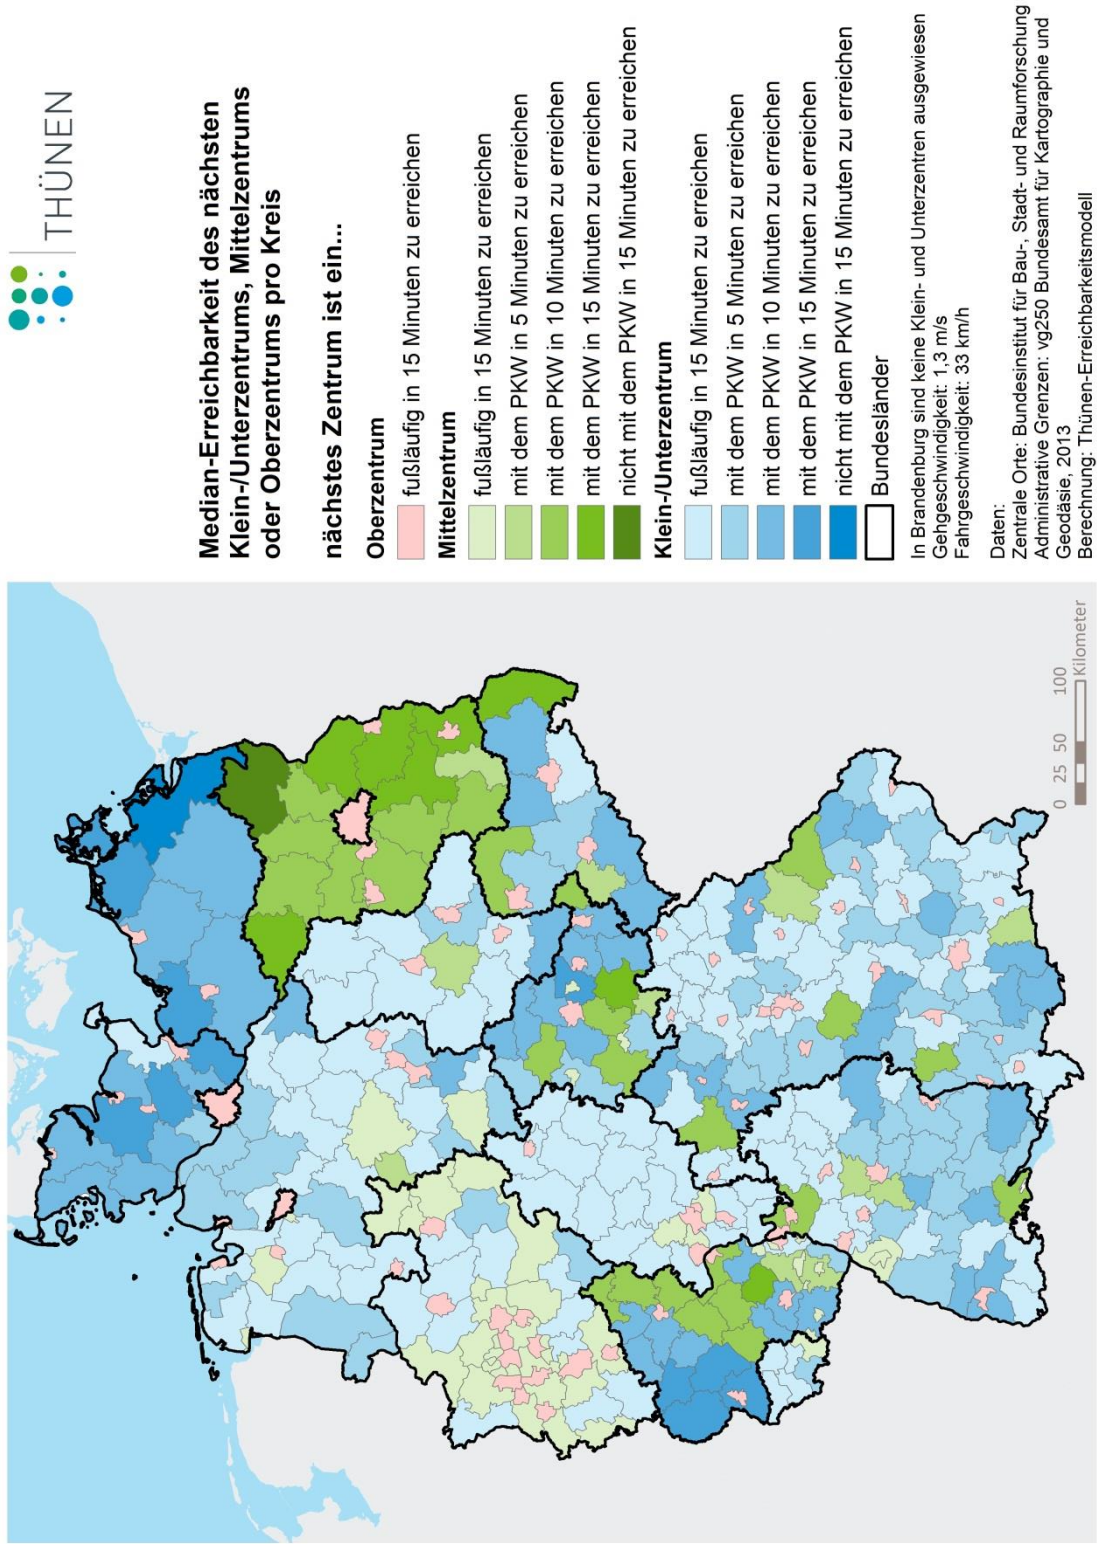 THÜNEN
Median-Erreichbarkeit des nächsten
Klein-/Unterzentrums, Mittelzentrums
oder Oberzentrums pro Kreis
nächstes Zentrum ist ein...
Oberzentrum
fußläufig in 15 Minuten zu erreichen
Mittelzentrum
fußläufig in 15 Minuten zu erreichen
mit dem PKW in 5 Minuten zu erreichen
mit dem PKW in 10 Minuten zu erreichen
mit dem PKW in 15 Minuten zu erreichen
nicht mit dem PKW in 15 Minuten zu erreichen
Klein-/Unterzentrum
fußläufig in 15 Minuten zu erreichen
mit dem PKW in 5 Minuten zu erreichen
mit dem PKW in 10 Minuten zu erreichen
mit dem PKW in 15 Minuten zu erreichen
nicht mit dem PKW in 15 Minuten zu erreichen
Bundesländer
In Brandenburg sind keine Klein- und Unterzentren ausgewiesen
Gehgeschwindigkeit: 1,3 m/s
Fahrgeschwindigkeit: 33 km/h
Daten:
Zentrale Orte: Bundesinstitut für Bau-, Stadt- und Raumforschung
Administrative Grenzen: vg250 Bundesamt für Kartographie und
Geodäsie, 2013
Berechnung: Thünen-Erreichbarkeitsmodell
0 25 50 100
Kilometer